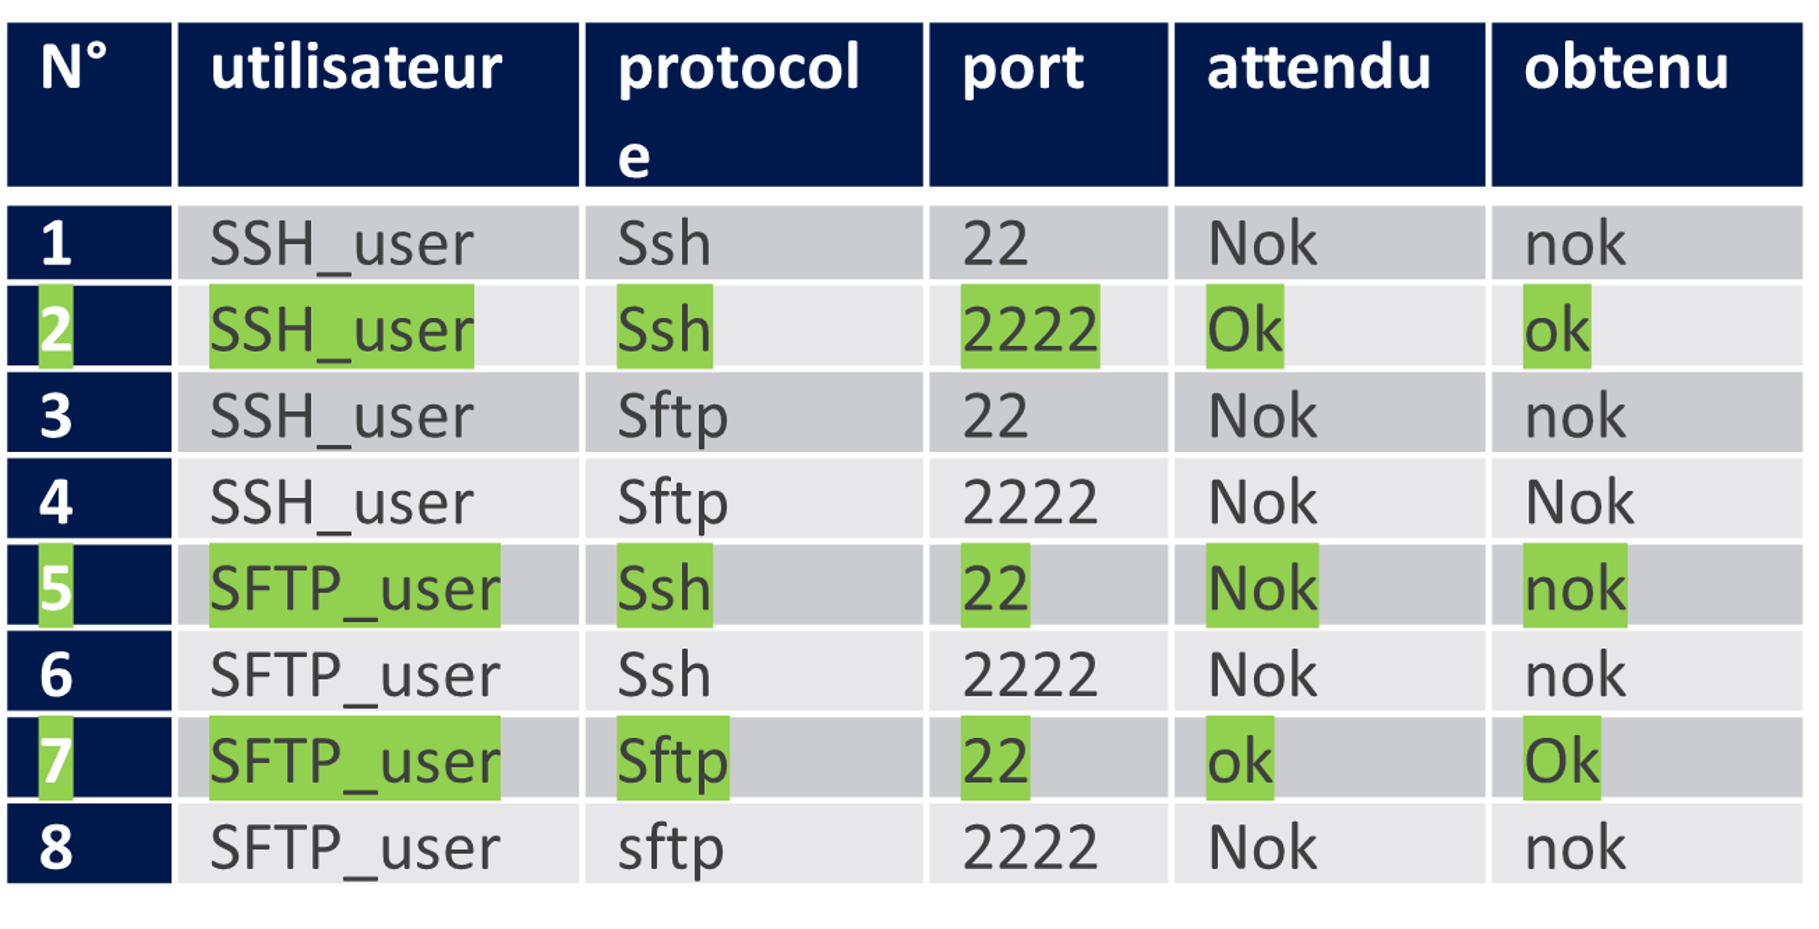 N° utilisateur protocol port attendu obtenu
e
1 SSH_user Ssh 22 Nok nok
2 SSH_user Ssh 2222 Ok ok
3 SSH_user Sftp 22 Nok nok
4 SSH_user Sftp 2222 Nok Nok
5 SFTP_user Ssh 22 Nok nok
6 SFTP_user Ssh 2222 Nok nok
7 SFTP_user Sftp 22 ok Ok
8 SFTP_user sftp 2222 Nok nok